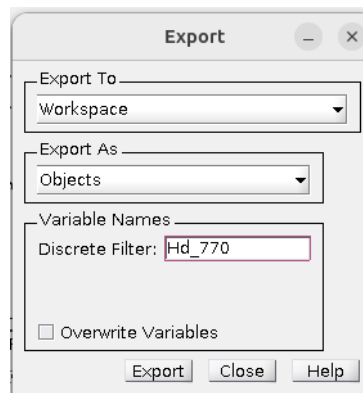 Export
Export To
Workspace
Export As
Objects
Variable Names
Discrete Filter: Hd_770
Overwrite Variables
Export Close Help